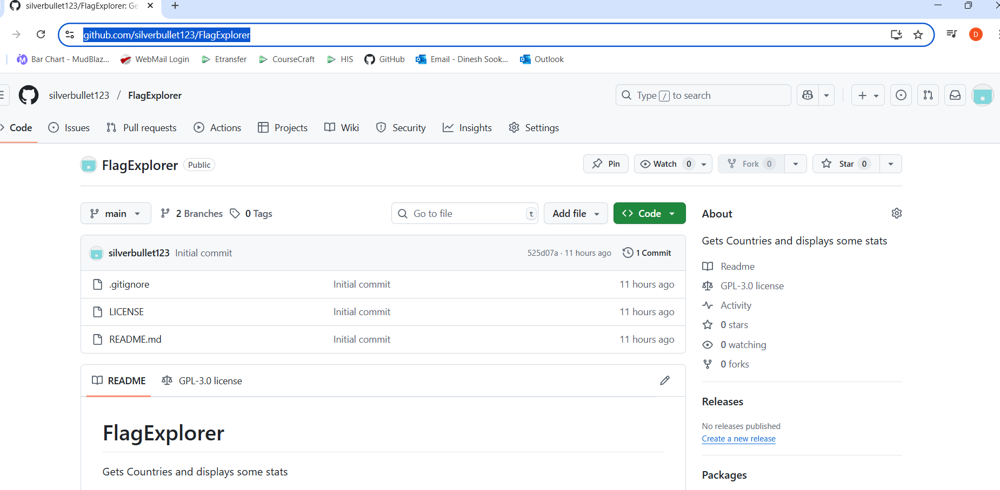 silverbullet123/FlagExplorer: Ge
github.com/silverbullet123/FlagExplorer
D
Bar Chart - MudBlaz... WebMail Login Etransfer CourseCraft HIS GitHub Email - Dinesh Sook... Outlook
silverbullet123 / FlagExplorer
Type / to search
Code Issues Pull requests Actions Projects Wiki Security Insights Settings
FlagExplorer Public
Pin Watch 0 Fork 0 Star 0
main 2 Branches 0 Tags
Go to file t
Add file
Code
silverbullet123 Initial commit 525d07a · 11 hours ago 1 Commit
.gitignore Initial commit 11 hours ago
LICENSE Initial commit 11 hours ago
README.md Initial commit 11 hours ago
README GPL-3.0 license
FlagExplorer
Gets Countries and displays some stats
About
Gets Countries and displays some stats
Readme
GPL-3.0 license
Activity
0 stars
0 watching
0 forks
Releases
No releases published
Create a new release
Packages